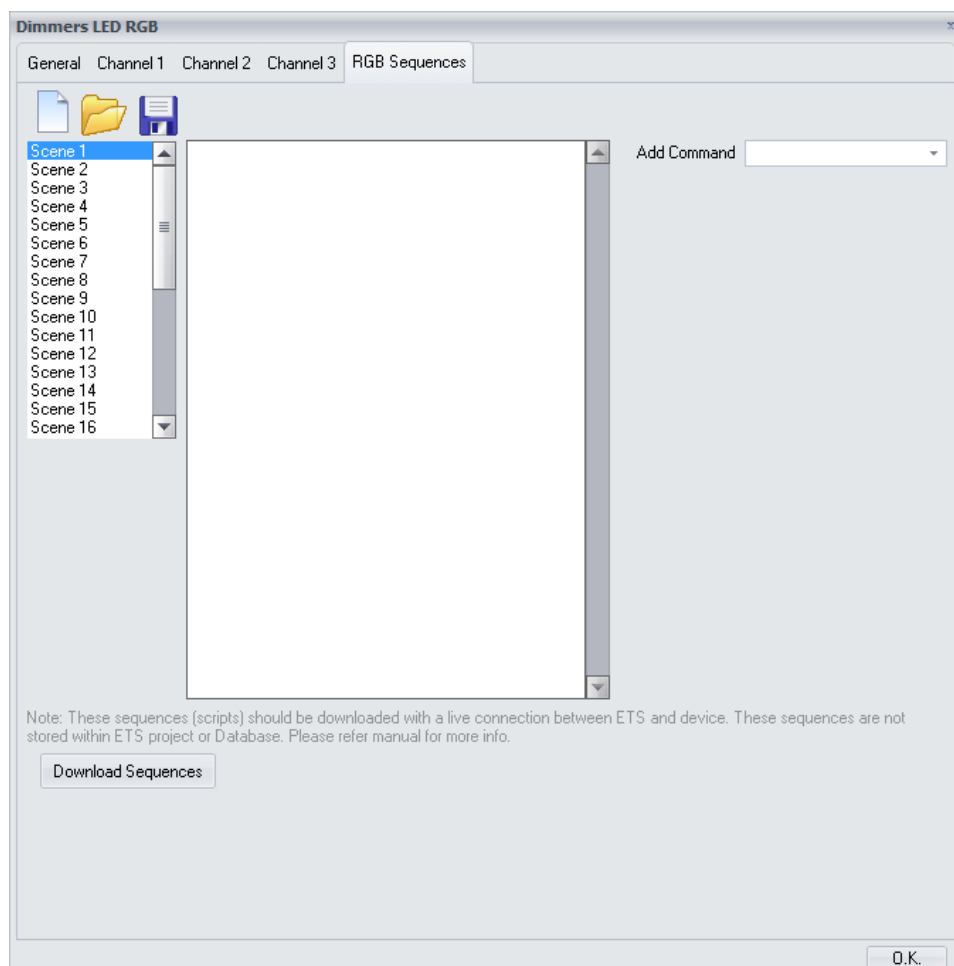 Dimmers LED RGB
General Channel 1 Channel 2 Channel 3 RGB Sequences
Scene 1
Scene 2
Scene 3
Scene 4
Scene 5
Scene 6
Scene 7
Scene 8
Scene 9
Scene 10
Scene 11
Scene 12
Scene 13
Scene 14
Scene 15
Scene 16
Add Command
Note: These sequences (scripts) should be downloaded with a live connection between ETS and device. These sequences are not
stored within ETS project or Database. Please refer manual for more info.
Download Sequences
O.K.